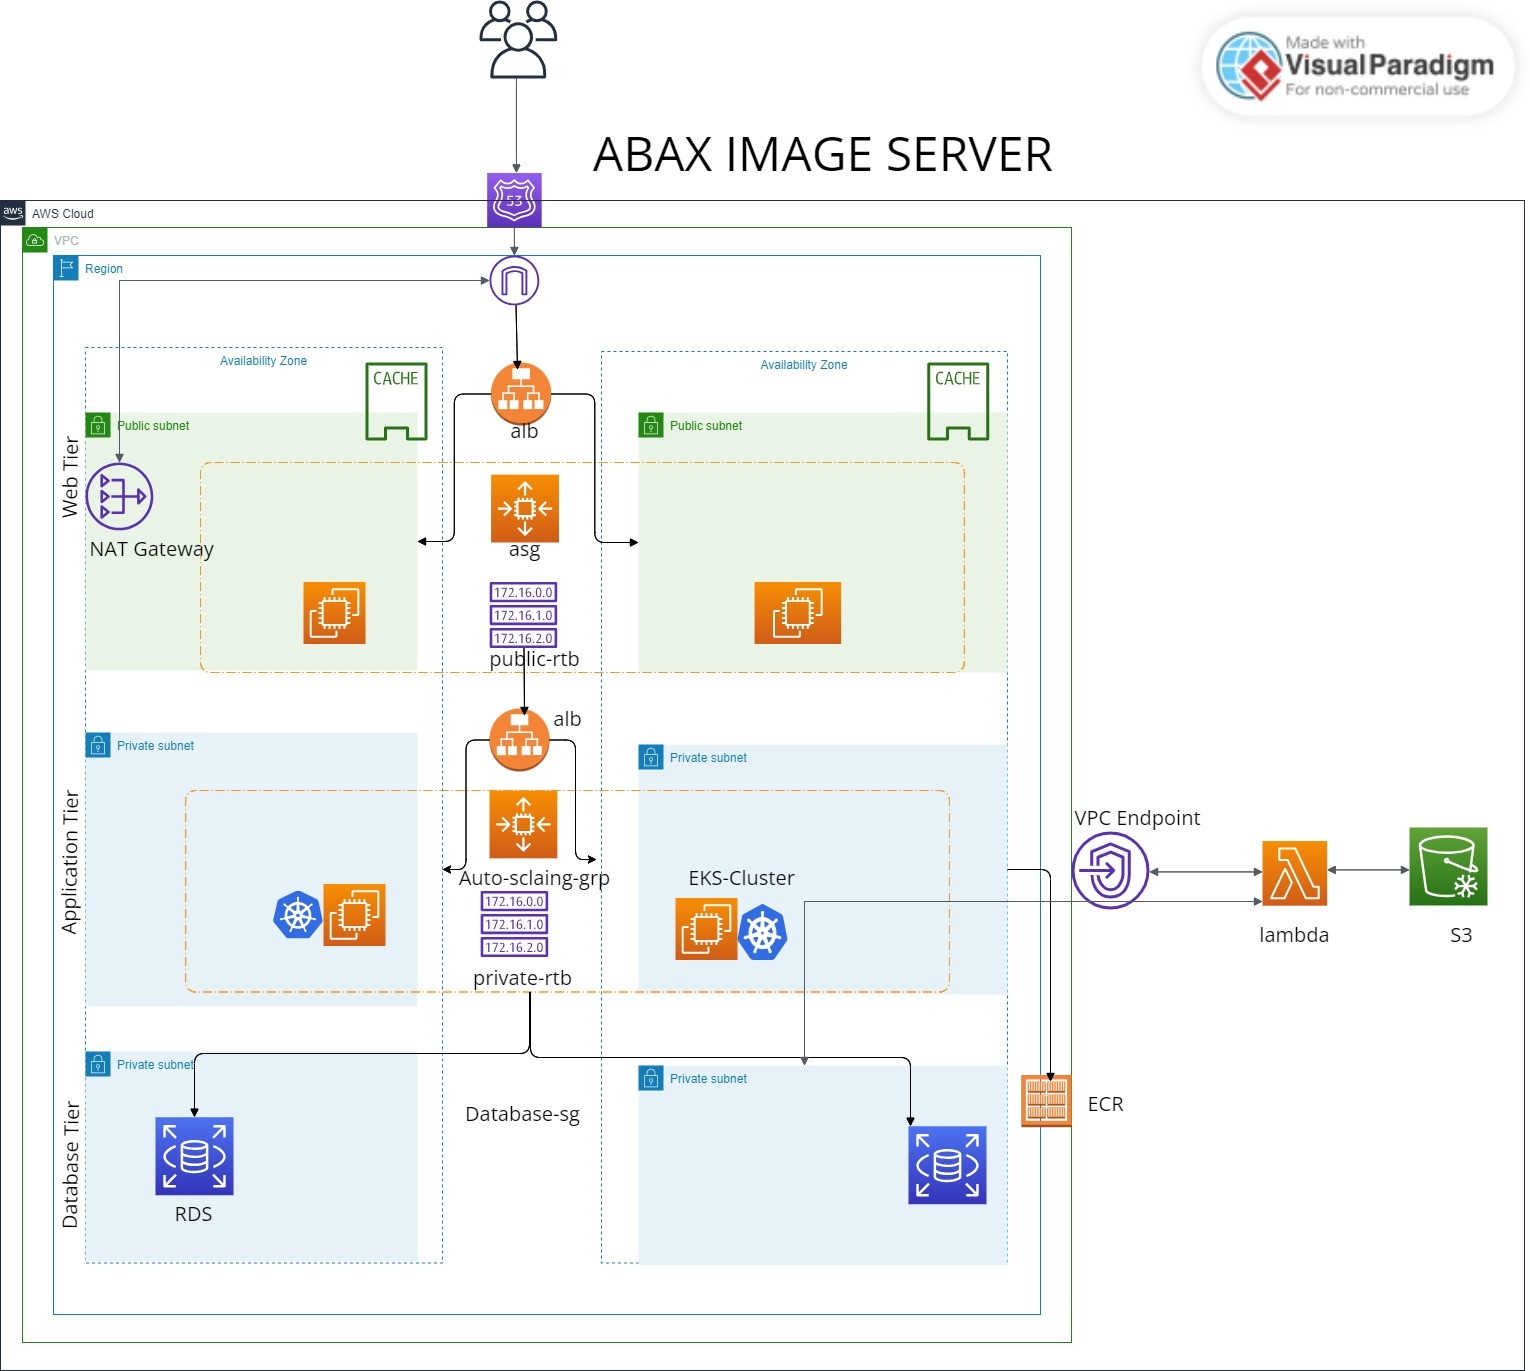 Made with
Visual Paradigm
For non-commercial use
ABAX IMAGE SERVER
53
aws
AWS Cloud
VPC
Region
Availability Zone
Availability Zone
CACHE
CACHE
alb
Public subnet
Public subnet
Web Tier
NAT Gateway
asg
172.16.0.0
172.16.1.0
172.16.2.0
public-rtb
alb
Private subnet
Private subnet
Application Tier
VPC Endpoint
Auto-sclaing-grp
EKS-Cluster
172.16.0.0
172.16.1.0
172.16.2.0
private-rtb
lambda
S3
Private subnet
Private subnet
Database Tier
Database-sg
ECR
RDS